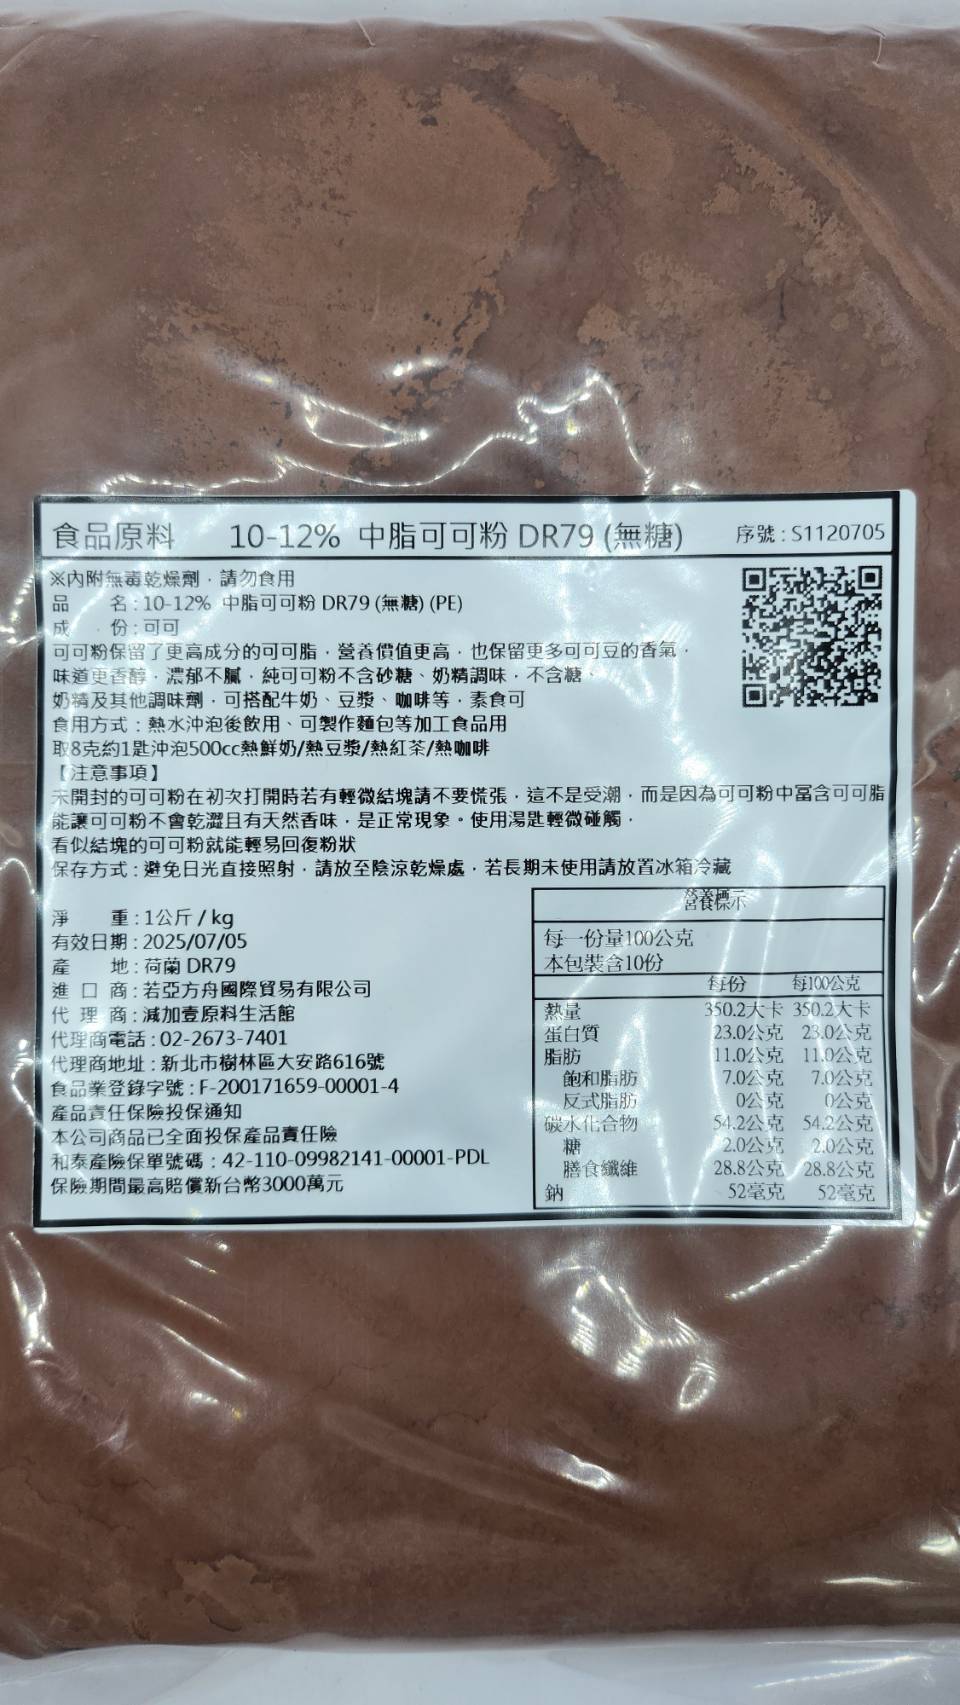 食品原料 10-12% 中脂可可粉 DR79 (無糖) 序號：S1120705
※內附無毒乾燥劑，請勿食用
品 名：10-12% 中脂可可粉 DR79 (無糖) (PE)
成 份：可可
可可粉保留了更高成分的可可脂，營養價值更高，也保留更多可可豆的香氣，
味道更香醇，濃郁不膩，純可可粉不含砂糖、奶精調味，不含糖、
奶精及其他調味劑，可搭配牛奶、豆漿、咖啡等，素食可
食用方式：熱水沖泡後飲用、可製作麵包等加工食品用
取8克約1匙沖泡500cc熱鮮奶/熱豆漿/熱紅茶/熱咖啡
【注意事項】
未開封的可可粉在初次打開時若有輕微結塊請不要慌張，這不是受潮，而是因為可可粉中富含可可脂
能讓可可粉不會乾澀且有天然香味，是正常現象。使用湯匙輕微碰觸，
看似結塊的可可粉就能輕易回復粉狀
保存方式：避免日光直接照射，請放至陰涼乾燥處，若長期未使用請放置冰箱冷藏
淨 重：1公斤 / kg
有效日期：2025/07/05
產 地：荷蘭 DR79
進 口 商：若亞方舟國際貿易有限公司
代 理 商：減加壹原料生活館
代理商電話：02-2673-7401
代理商地址：新北市樹林區大安路616號
食品業登錄字號：F-200171659-00001-4
產品責任保險投保通知
本公司商品已全面投保產品責任險
和泰產險保單號碼：42-110-09982141-00001-PDL
保險期間最高賠償新台幣3000萬元
營養標示
每一份量100公克
本包裝含10份
每份 每100公克
熱量 350.2大卡 350.2大卡
蛋白質 23.0公克 23.0公克
脂肪 11.0公克 11.0公克
飽和脂肪 7.0公克 7.0公克
反式脂肪 0公克 0公克
碳水化合物 54.2公克 54.2公克
糖 2.0公克 2.0公克
膳食纖維 28.8公克 28.8公克
鈉 52毫克 52毫克